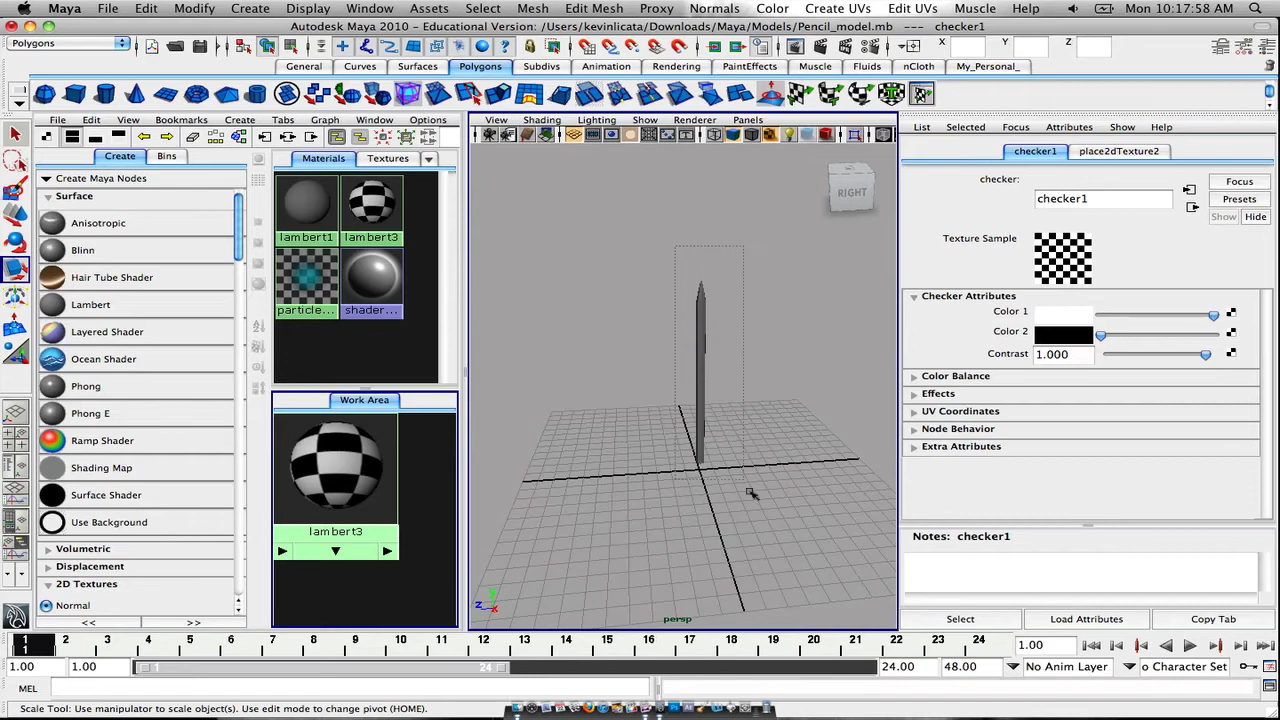 Maya File Edit Modify Create Display Window Assets Select Mesh Edit Mesh Proxy Normals Color Create UVs Edit UVs Muscle Help Mon 10:17:58 AM
Autodesk Maya 2010 - Educational Version: /Users/kevinlicata/Downloads/Maya/Models/Pencil_model.mb --- checker1
Polygons X Y Z
General Curves Surfaces Polygons Subdivs Animation Rendering PaintEffects Muscle Fluids nCloth My_Personal_
File Edit View Bookmarks Create Tabs Graph Window Options
View Shading Lighting Show Renderer Panels
List Selected Focus Attributes Show Help
Create Bins
Materials Textures
checker1 place2dTexture2
Create Maya Nodes
Surface
Anisotropic
Blinn
Hair Tube Shader
Lambert
Layered Shader
Ocean Shader
Phong
Phong E
Ramp Shader
Shading Map
Surface Shader
Use Background
Volumetric
Displacement
2D Textures
Normal
<< >>
lambert1 lambert3
particle... shader...
Work Area
lambert3
RIGHT
persp
Y
Z X
checker: checker1
Focus
Presets
Show Hide
Texture Sample
Checker Attributes
Color 1
Color 2
Contrast 1.000
Color Balance
Effects
UV Coordinates
Node Behavior
Extra Attributes
Notes: checker1
Select Load Attributes Copy Tab
1 2 3 4 5 6 7 8 9 10 11 12 13 14 15 16 17 18 19 20 21 22 23 24 1.00
1
1.00 1.00 1 24 24.00 48.00 No Anim Layer o Character Set
MEL
Scale Tool: Use manipulator to scale object(s). Use edit mode to change pivot (HOME).